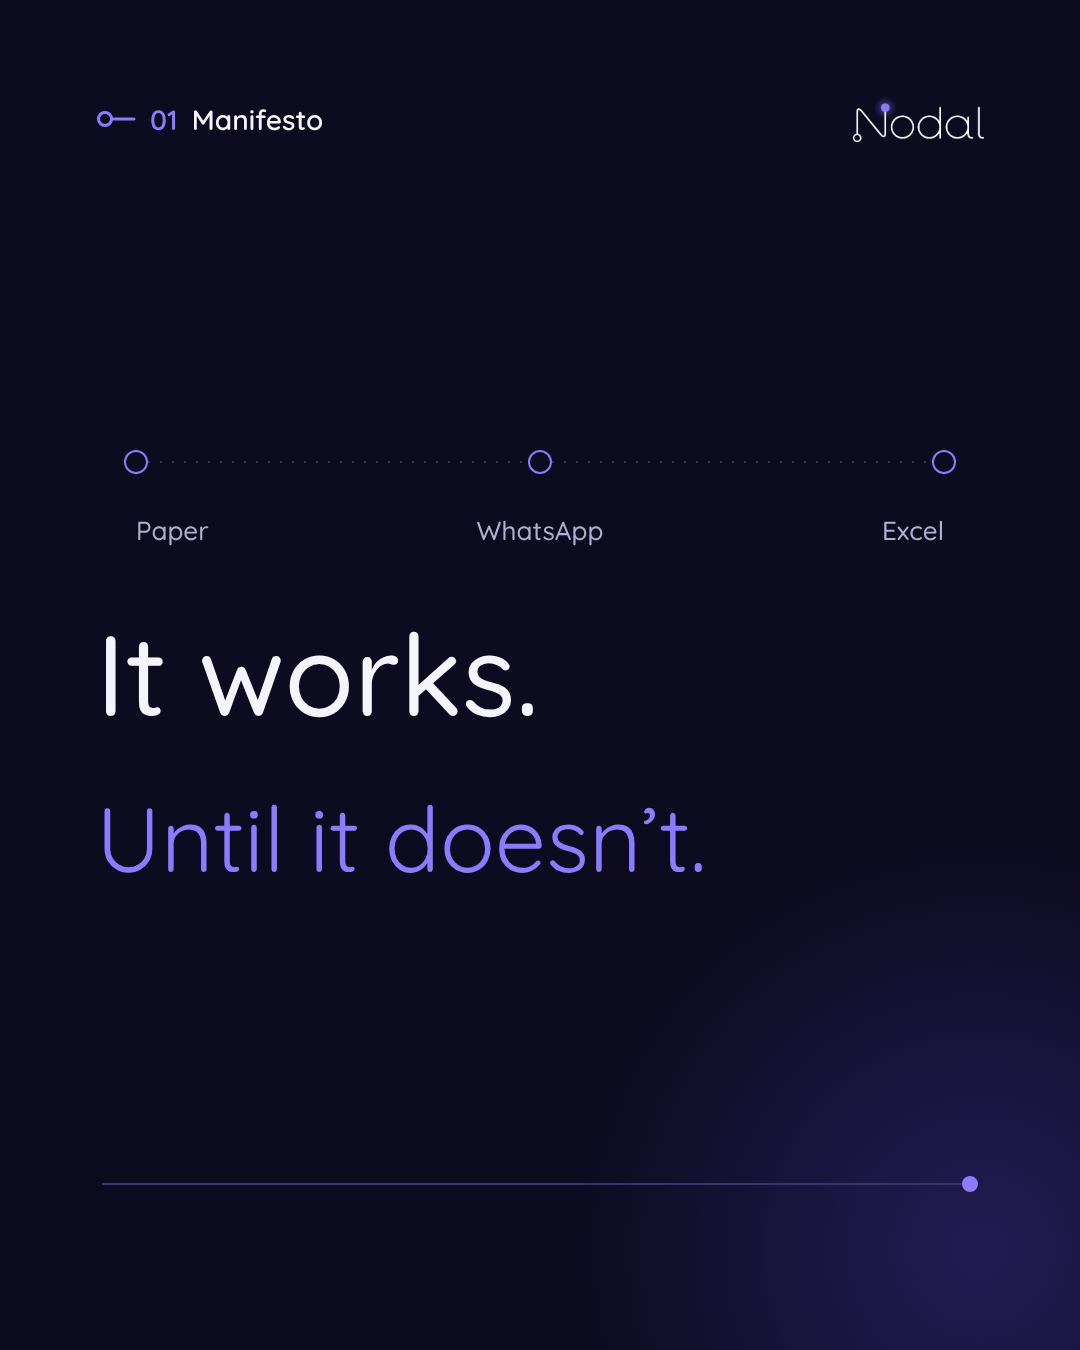 01 Manifesto
Nodal
Paper
WhatsApp
Excel
It works.
Until it doesn’t.